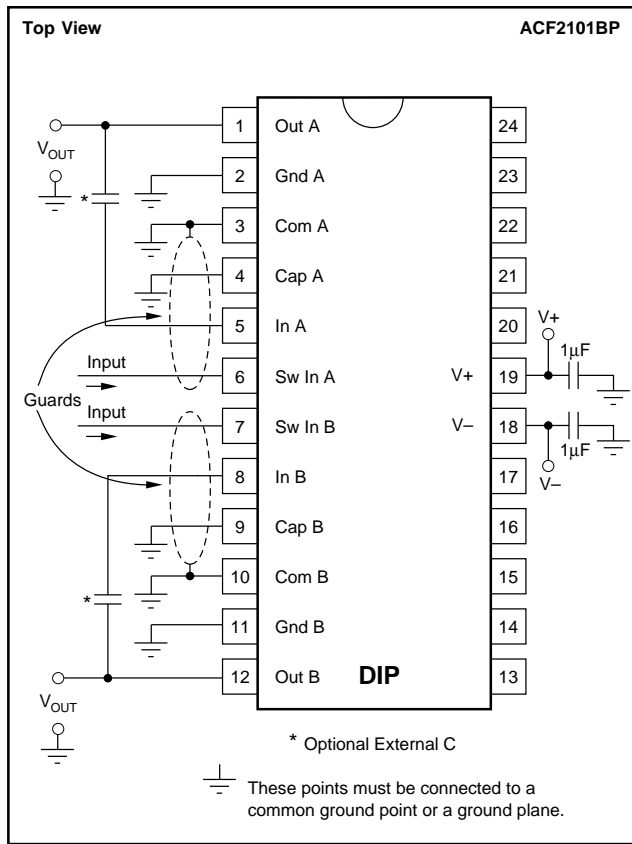 Top View ACF2101BP
1 Out A 24
V_OUT
2 Gnd A 23
*
3 Com A 22
4 Cap A 21
5 In A 20
V+
1µF
Input
6 Sw In A V+ 19
Guards
Input
7 Sw In B V– 18
1µF
V–
8 In B 17
9 Cap B 16
10 Com B 15
*
11 Gnd B 14
12 Out B DIP 13
V_OUT
* Optional External C
These points must be connected to a
common ground point or a ground plane.